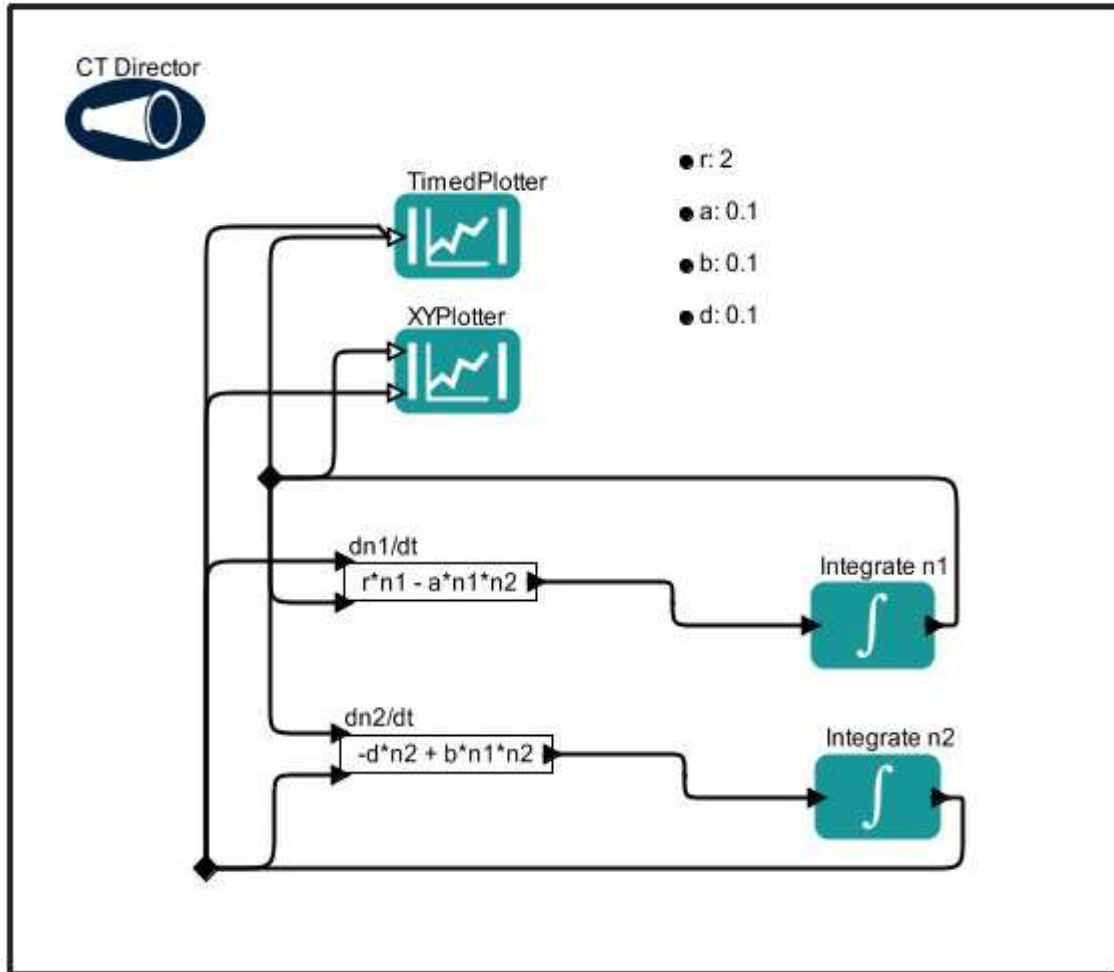 CT Director
TimedPlotter
r: 2
a: 0.1
b: 0.1
d: 0.1
XYPlotter
dn1/dt
r*n1 - a*n1*n2
Integrate n1
dn2/dt
-d*n2 + b*n1*n2
Integrate n2